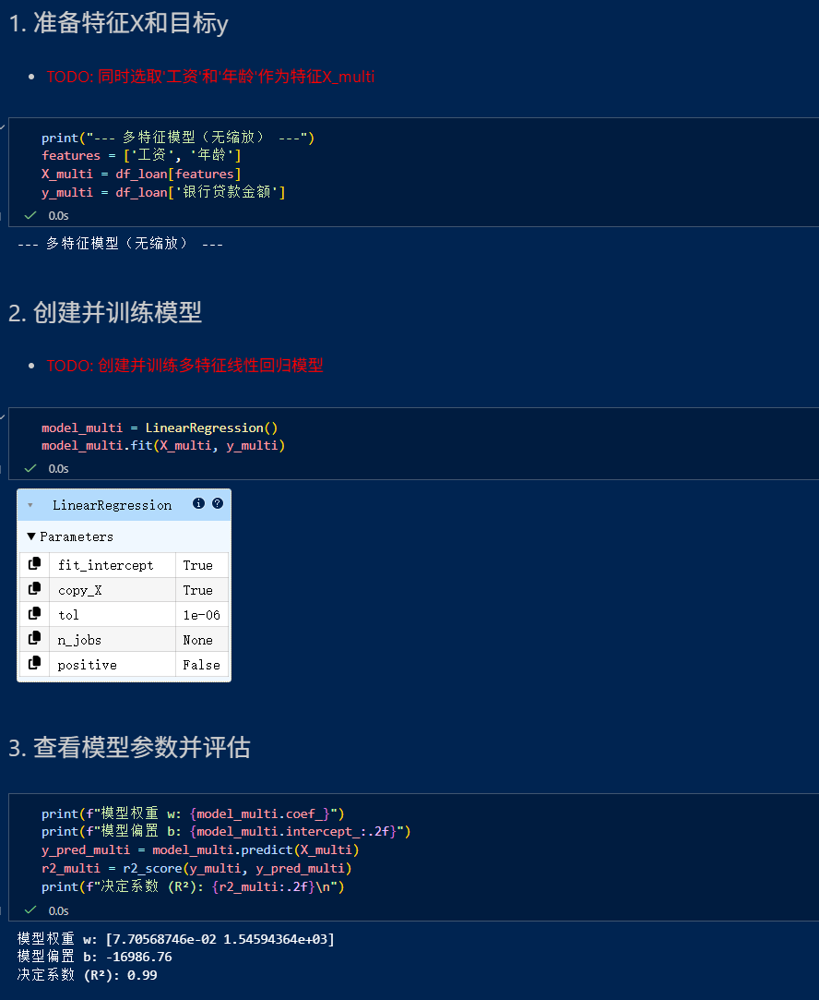 1. 准备特征X和目标y
• TODO: 同时选取'工资'和'年龄'作为特征X_multi
print("--- 多特征模型（无缩放） ---")
features = ['工资', '年龄']
X_multi = df_loan[features]
y_multi = df_loan['银行贷款金额']
0.0s
--- 多特征模型（无缩放） ---
2. 创建并训练模型
• TODO: 创建并训练多特征线性回归模型
model_multi = LinearRegression()
model_multi.fit(X_multi, y_multi)
0.0s
LinearRegression
Parameters
fit_intercept True
copy_X True
tol 1e-06
n_jobs None
positive False
3. 查看模型参数并评估
print(f"模型权重 w: {model_multi.coef_}")
print(f"模型偏置 b: {model_multi.intercept_:.2f}")
y_pred_multi = model_multi.predict(X_multi)
r2_multi = r2_score(y_multi, y_pred_multi)
print(f"决定系数 (R²): {r2_multi:.2f}\n")
0.0s
模型权重 w: [7.70568746e-02 1.54594364e+03]
模型偏置 b: -16986.76
决定系数 (R²): 0.99